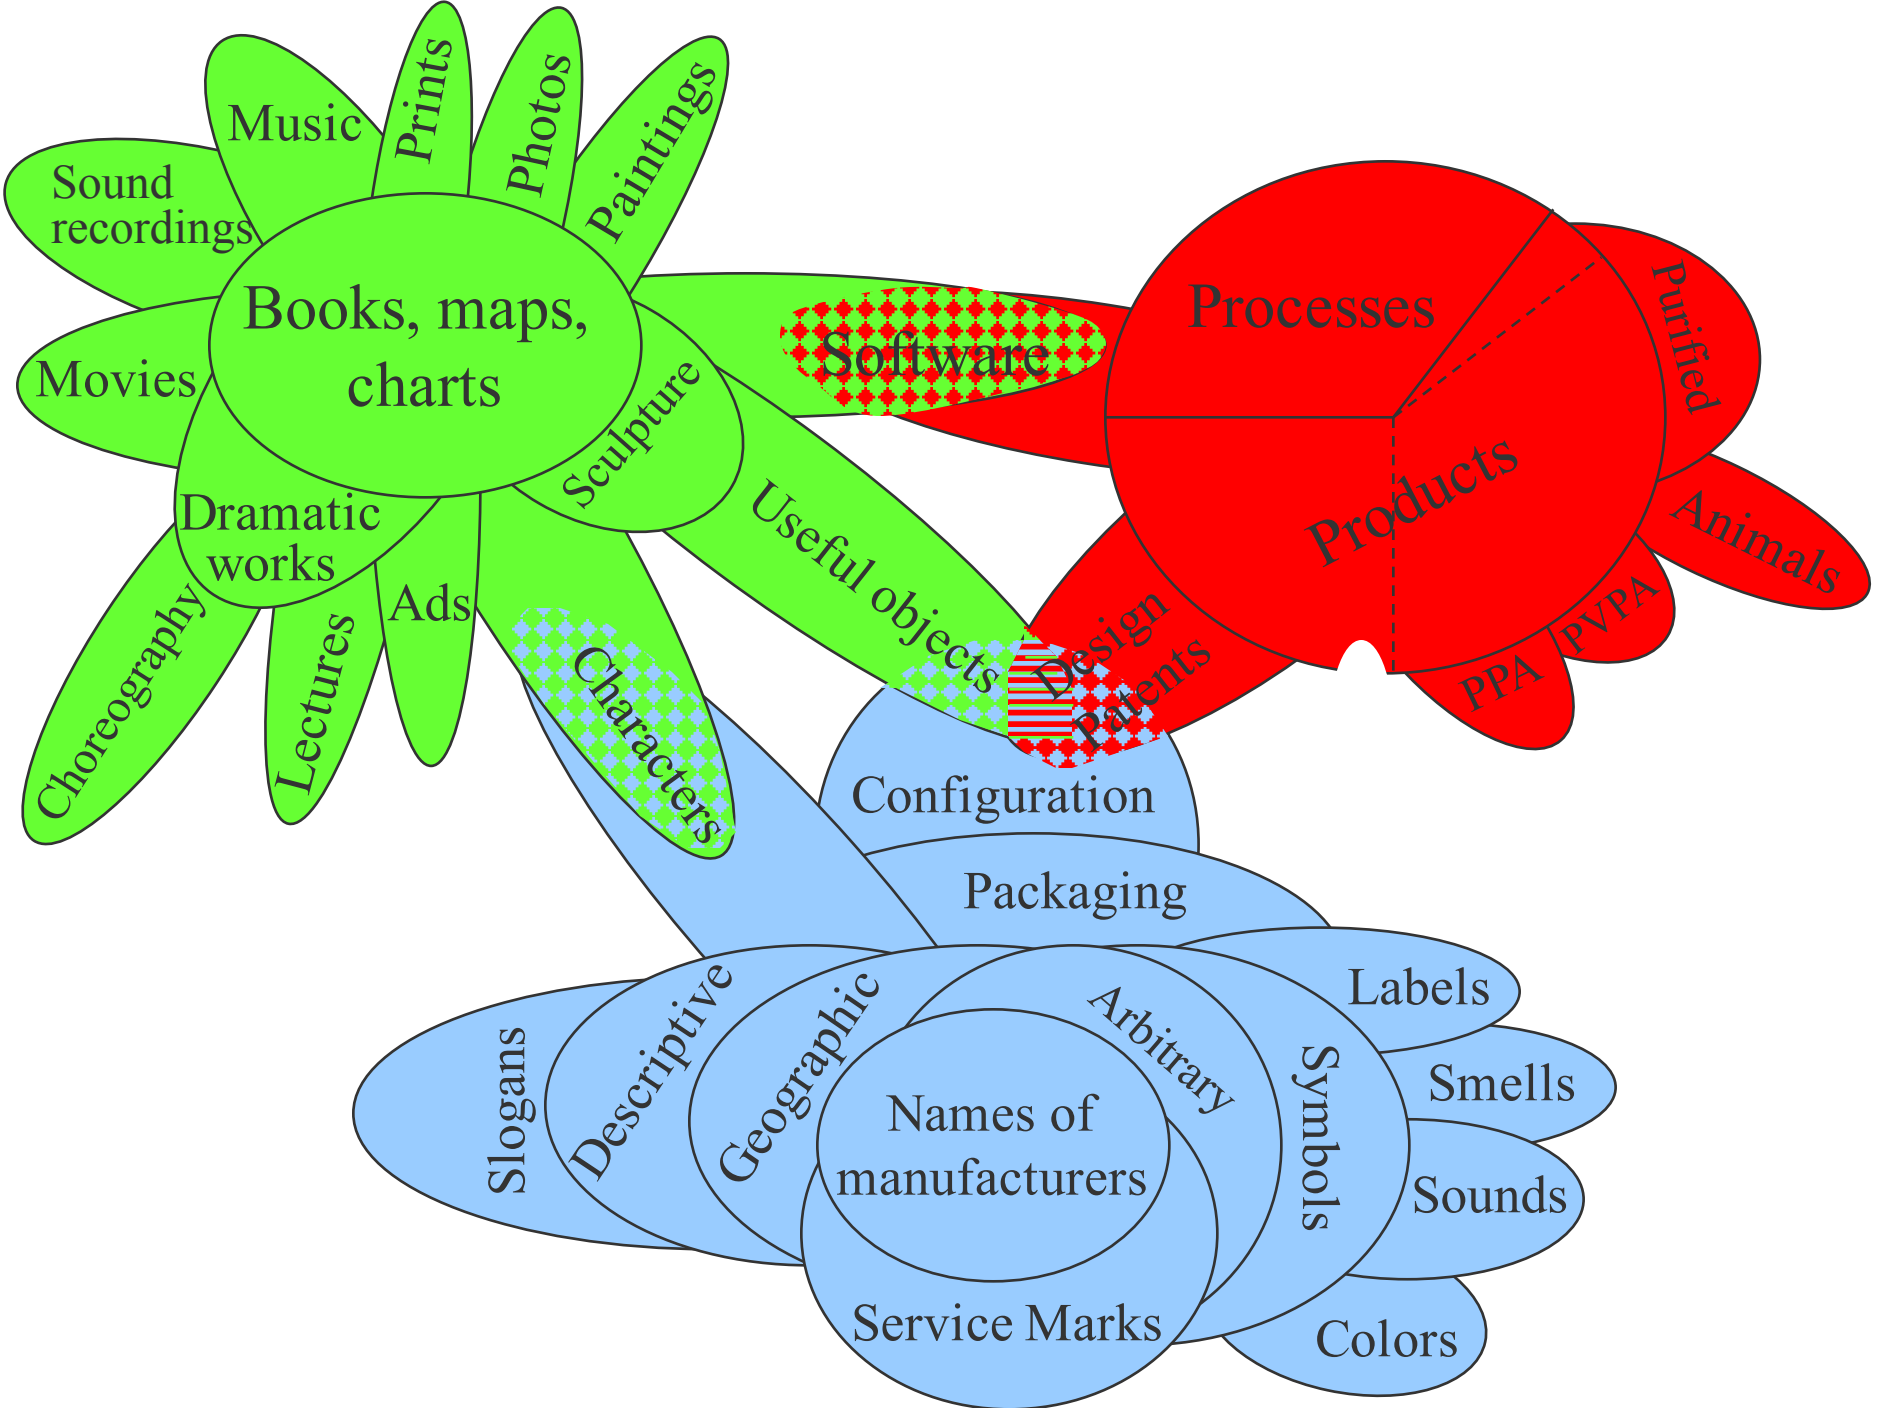 Music
Prints
Photos
Paintings
Sound
recordings
Books, maps,
charts
Movies
Sculpture
Dramatic
works
Choreography
Lectures
Ads
Characters
Useful objects
Software
Processes
Products
Purified
Animals
PVPA
PPA
Design
Patents
Configuration
Packaging
Labels
Smells
Sounds
Colors
Symbols
Arbitrary
Geographic
Descriptive
Slogans
Names of
manufacturers
Service Marks